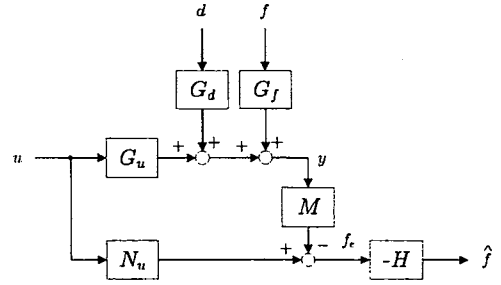 d f
G_d G_f
u G_u + + + + y
M
N_u + − f_e -H f̂